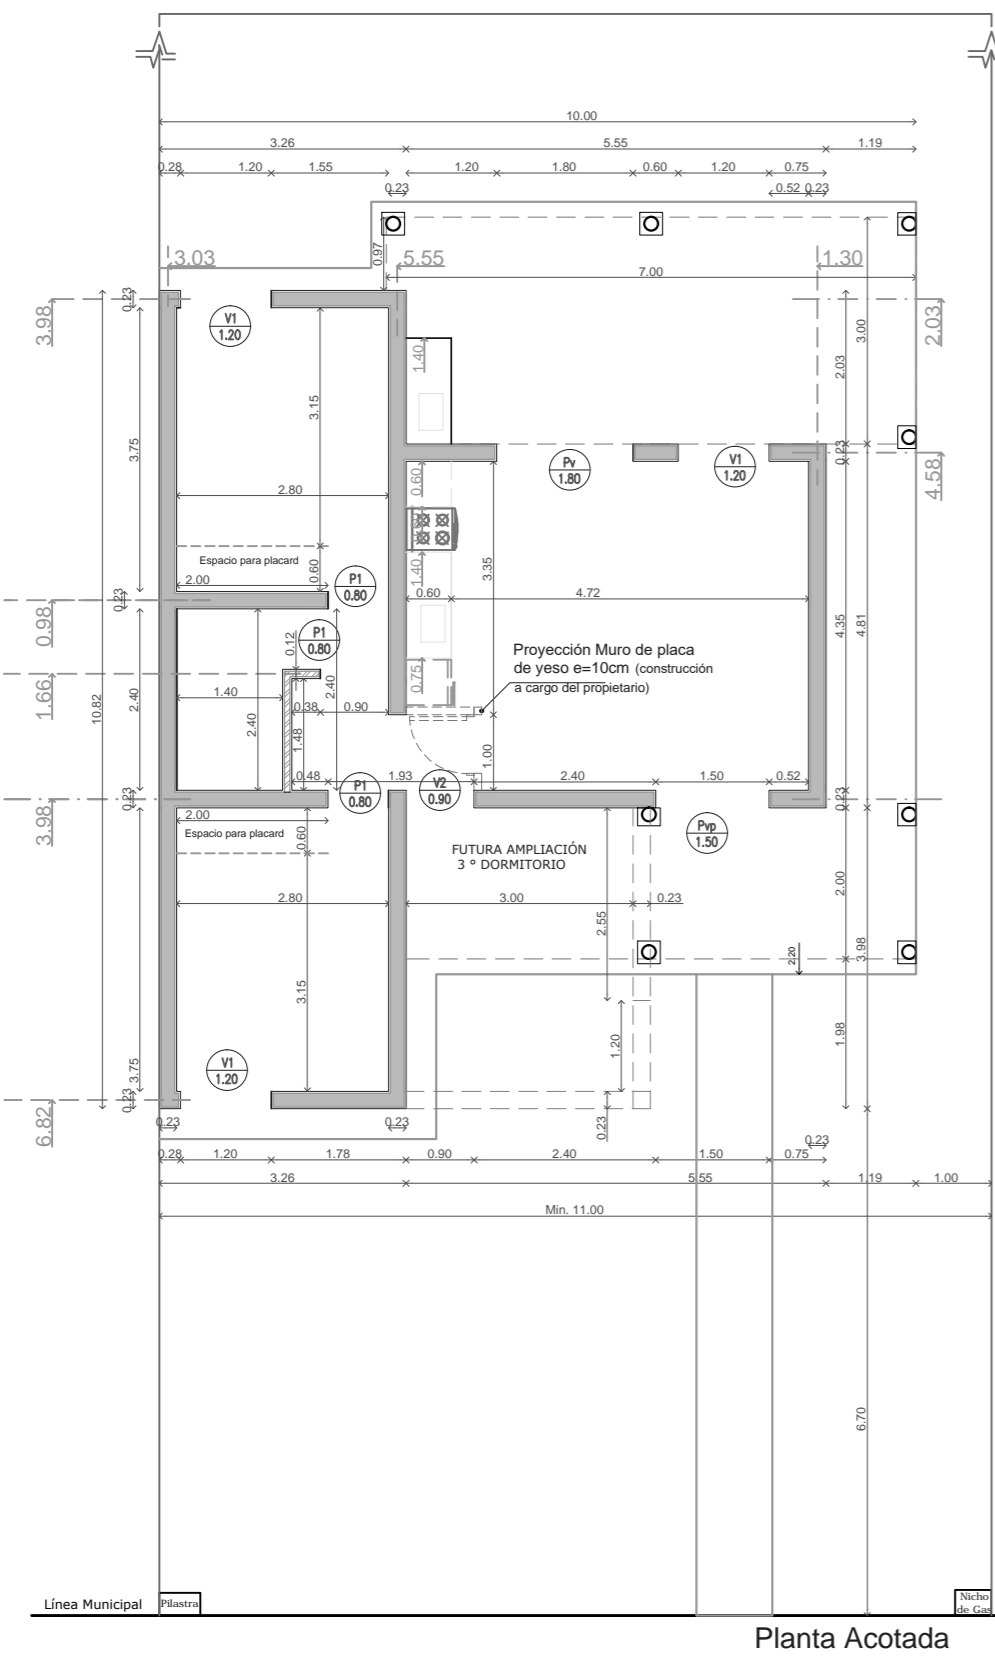 10.00
3.26 5.55 1.19
0.28 1.20 1.55 1.20 1.80 0.60 1.20 0.75
0.23 0.52 0.23
0.97
3.03 5.55 1.30
7.00
3.98 0.23 2.03
V1
1.20
3.00
2.03
1.40
3.15
3.75
0.23
Pv
1.80
V1
1.20
4.58
0.60
2.80
3.35
Espacio para placard
0.60
2.00
P1
0.80
1.40
0.60 4.72
0.23
0.98
P1
0.80
0.12
4.35 4.81
Proyección Muro de placa
de yeso e=10cm (construcción
a cargo del propietario)
1.66
1.40
2.40
0.75
10.82
2.40
2.40
0.38 0.90
1.48
1.00
0.48 1.93 2.40 1.50 0.52
P1
0.80
V2
0.90
3.98 0.23 0.23
2.00
Espacio para placard
0.60
Pvp
1.50
FUTURA AMPLIACIÓN
3 º DORMITORIO
2.80 3.00 0.23
2.00
2.55
2.20
3.98
3.15
1.98
1.20
V1
1.20
3.75
6.82 0.23
0.23 0.23 0.23 0.23
0.28 1.20 1.78 0.90 2.40 1.50 0.75
3.26 5.55 1.19 1.00
Min. 11.00
6.70
Línea Municipal Pilastra
Nicho
de Gas
Planta Acotada